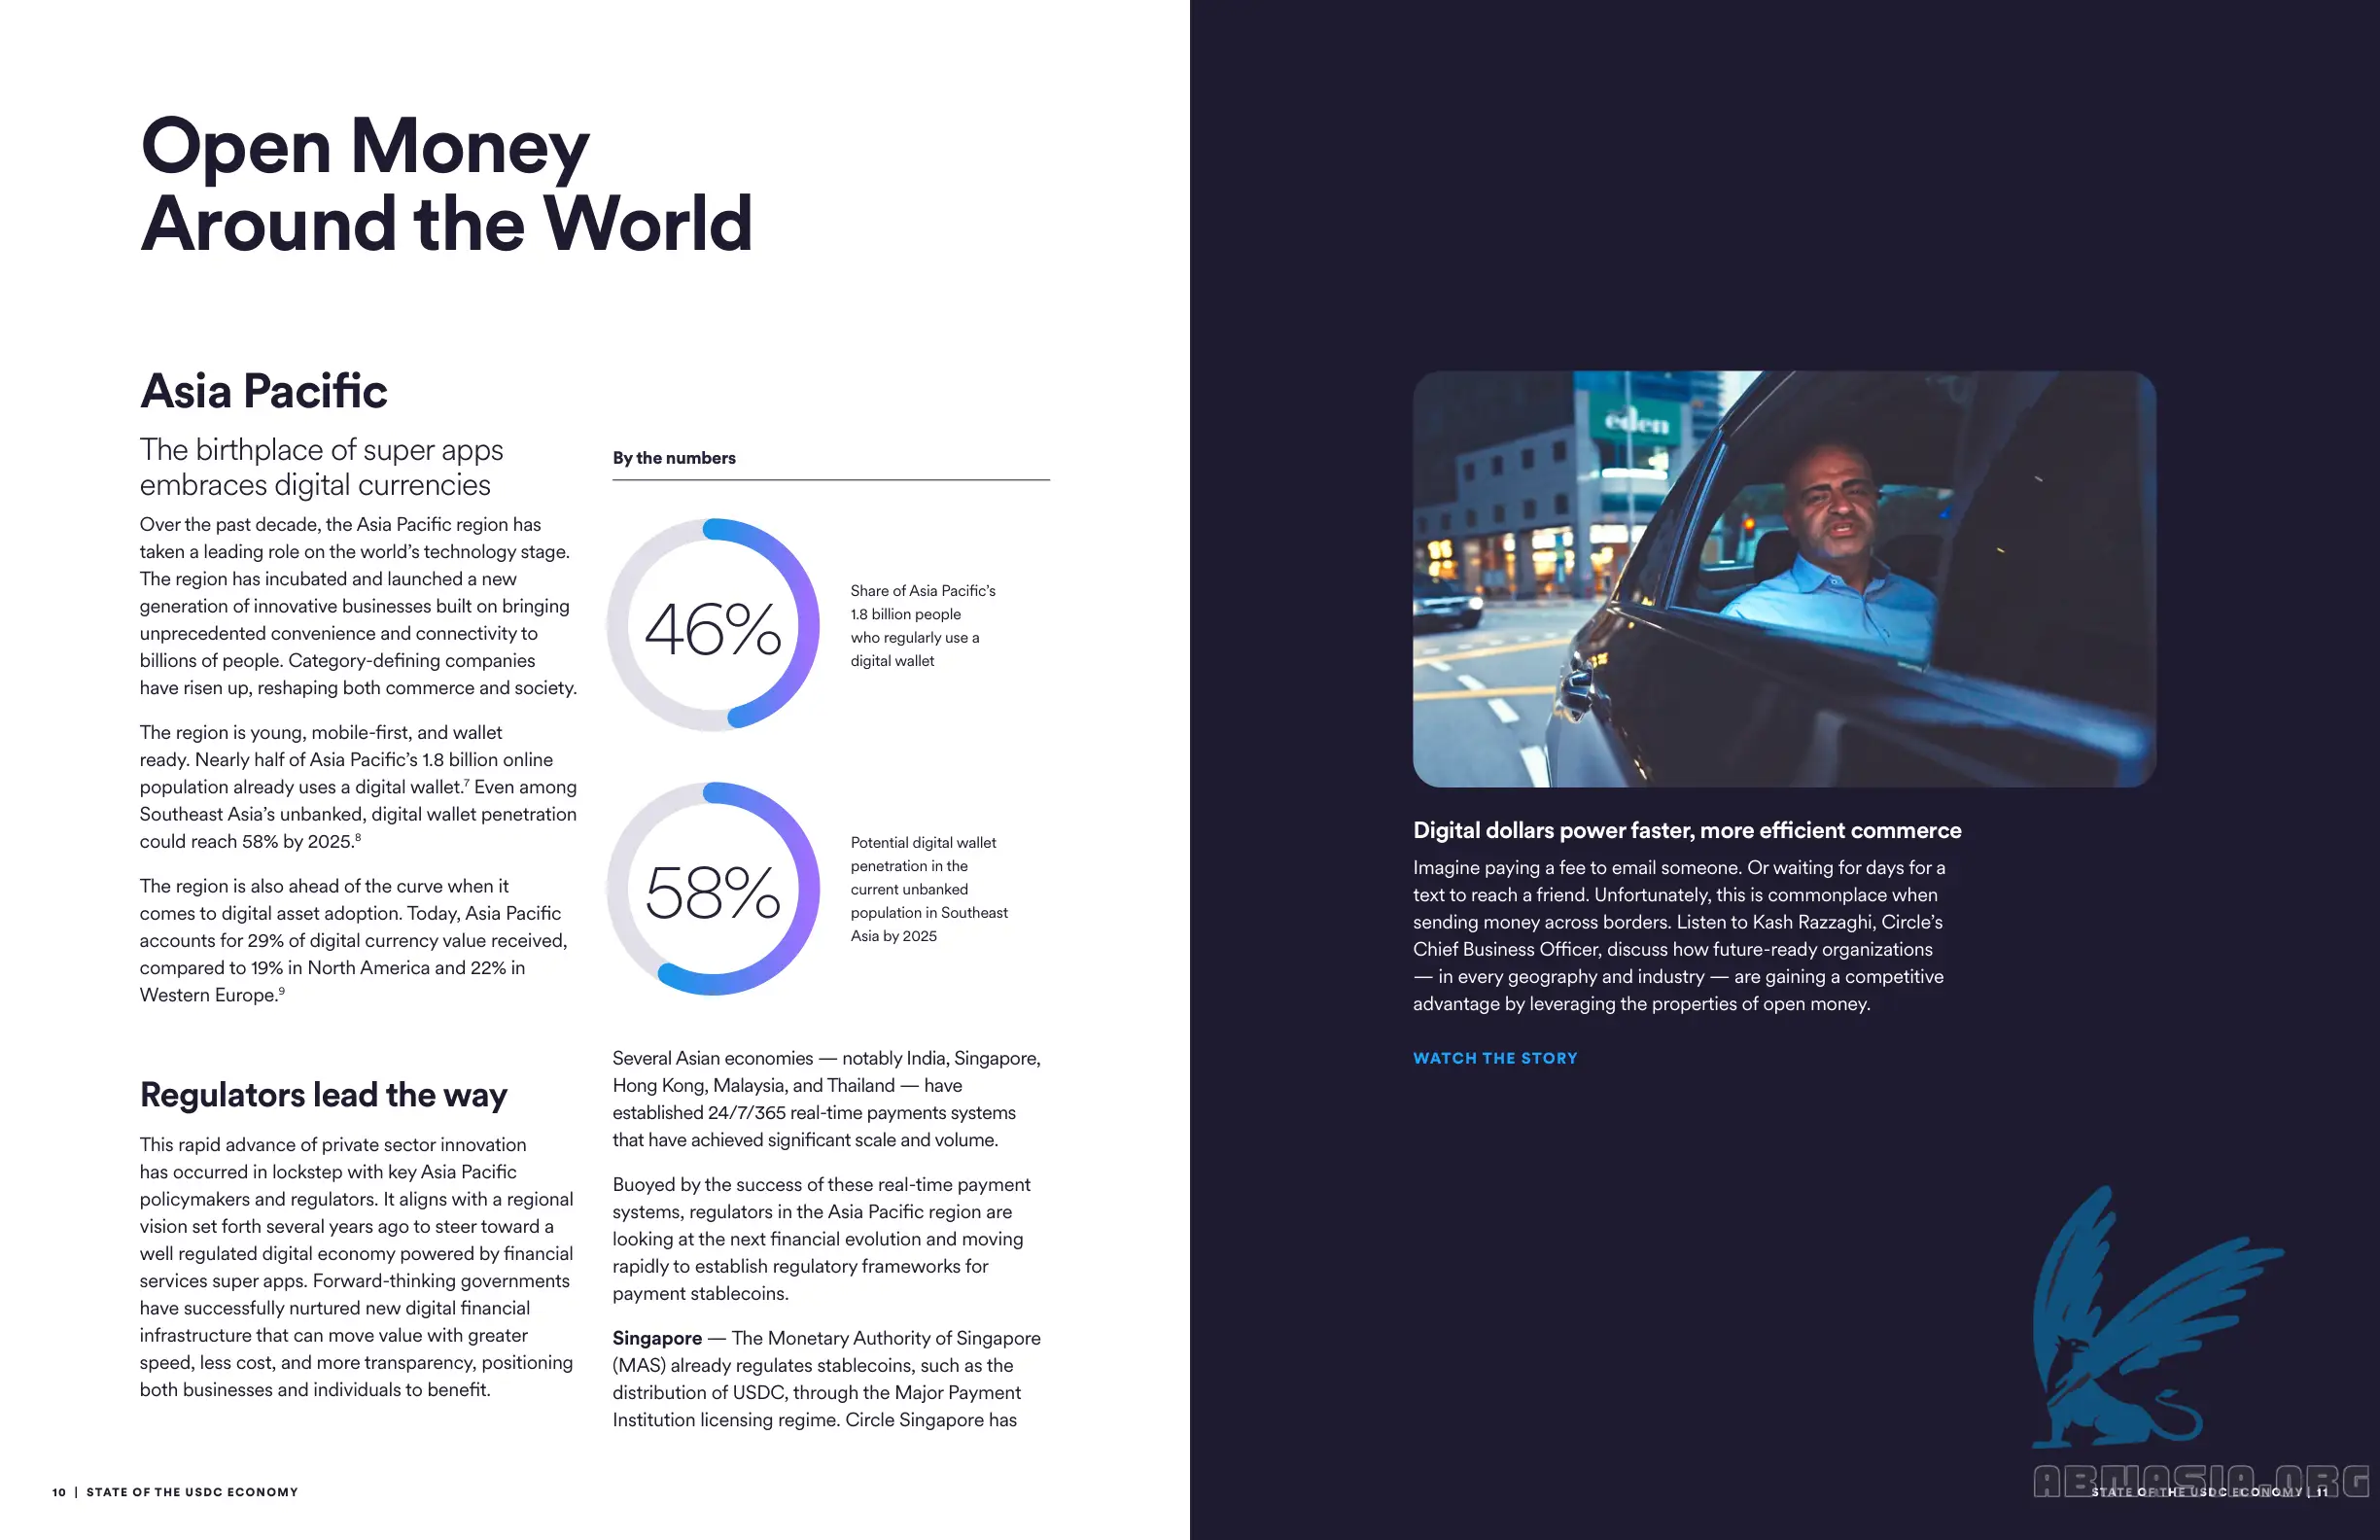 Open Money
Around the World
Asia Pacific
The birthplace of super apps
embraces digital currencies
Over the past decade, the Asia Pacific region has
taken a leading role on the world's technology stage.
The region has incubated and launched a new
generation of innovative businesses built on bringing
unprecedented convenience and connectivity to
billions of people. Category-defining companies
have risen up, reshaping both commerce and society.
The region is young, mobile-first, and wallet
ready. Nearly half of Asia Pacific's 1.8 billion online
population already uses a digital wallet.⁷ Even among
Southeast Asia's unbanked, digital wallet penetration
could reach 58% by 2025.⁸
The region is also ahead of the curve when it
comes to digital asset adoption. Today, Asia Pacific
accounts for 29% of digital currency value received,
compared to 19% in North America and 22% in
Western Europe.⁹
Regulators lead the way
This rapid advance of private sector innovation
has occurred in lockstep with key Asia Pacific
policymakers and regulators. It aligns with a regional
vision set forth several years ago to steer toward a
well regulated digital economy powered by financial
services super apps. Forward-thinking governments
have successfully nurtured new digital financial
infrastructure that can move value with greater
speed, less cost, and more transparency, positioning
both businesses and individuals to benefit.
By the numbers
46%
Share of Asia Pacific's
1.8 billion people
who regularly use a
digital wallet
58%
Potential digital wallet
penetration in the
current unbanked
population in Southeast
Asia by 2025
Several Asian economies — notably India, Singapore,
Hong Kong, Malaysia, and Thailand — have
established 24/7/365 real-time payments systems
that have achieved significant scale and volume.
Buoyed by the success of these real-time payment
systems, regulators in the Asia Pacific region are
looking at the next financial evolution and moving
rapidly to establish regulatory frameworks for
payment stablecoins.
Singapore — The Monetary Authority of Singapore
(MAS) already regulates stablecoins, such as the
distribution of USDC, through the Major Payment
Institution licensing regime. Circle Singapore has
10 | STATE OF THE USDC ECONOMY
eden
Digital dollars power faster, more efficient commerce
Imagine paying a fee to email someone. Or waiting for days for a
text to reach a friend. Unfortunately, this is commonplace when
sending money across borders. Listen to Kash Razzaghi, Circle's
Chief Business Officer, discuss how future-ready organizations
— in every geography and industry — are gaining a competitive
advantage by leveraging the properties of open money.
WATCH THE STORY
ABNASIA.ORG
STATE OF THE USDC ECONOMY | 11